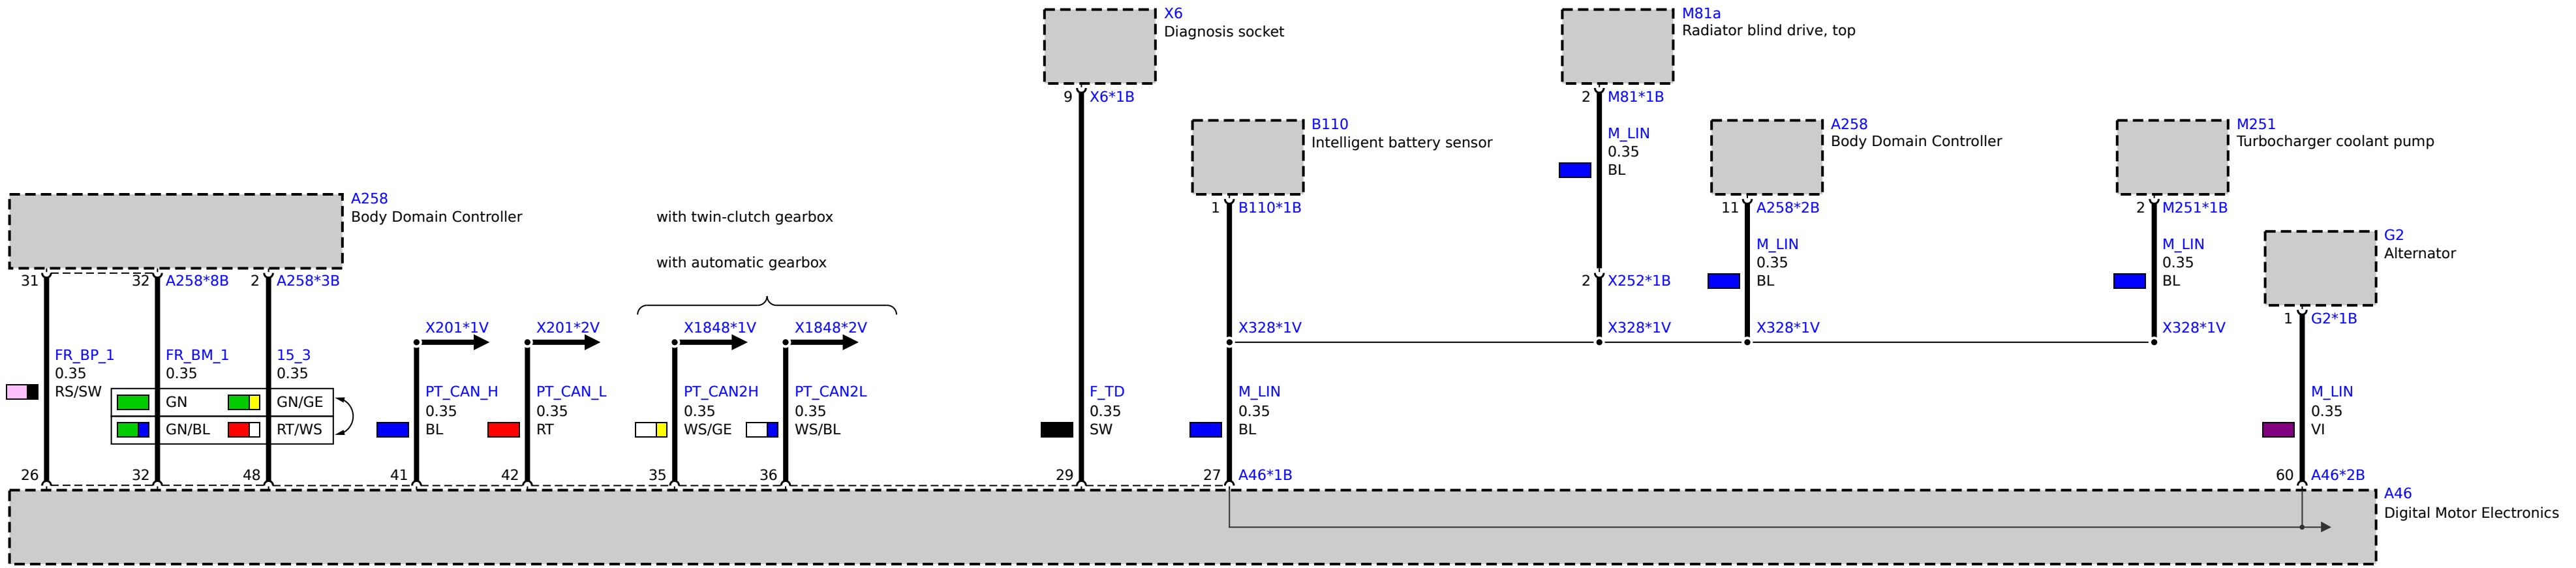 X6
Diagnosis socket
M81a
Radiator blind drive, top
9 X6*1B
2 M81*1B
B110
Intelligent battery sensor
M_LIN
0.35
BL
A258
Body Domain Controller
M251
Turbocharger coolant pump
A258
Body Domain Controller
with twin-clutch gearbox
with automatic gearbox
1 B110*1B
11 A258*2B
2 M251*1B
G2
Alternator
M_LIN
0.35
BL
M_LIN
0.35
BL
31
32 A258*8B
2 A258*3B
2 X252*1B
1 G2*1B
X201*1V
X201*2V
X1848*1V
X1848*2V
X328*1V
X328*1V
X328*1V
X328*1V
FR_BP_1
0.35
RS/SW
FR_BM_1
0.35
GN
GN/BL
15_3
0.35
GN/GE
RT/WS
PT_CAN_H
0.35
BL
PT_CAN_L
0.35
RT
PT_CAN2H
0.35
WS/GE
PT_CAN2L
0.35
WS/BL
F_TD
0.35
SW
M_LIN
0.35
BL
M_LIN
0.35
VI
26
32
48
41
42
35
36
29
27 A46*1B
60 A46*2B
A46
Digital Motor Electronics